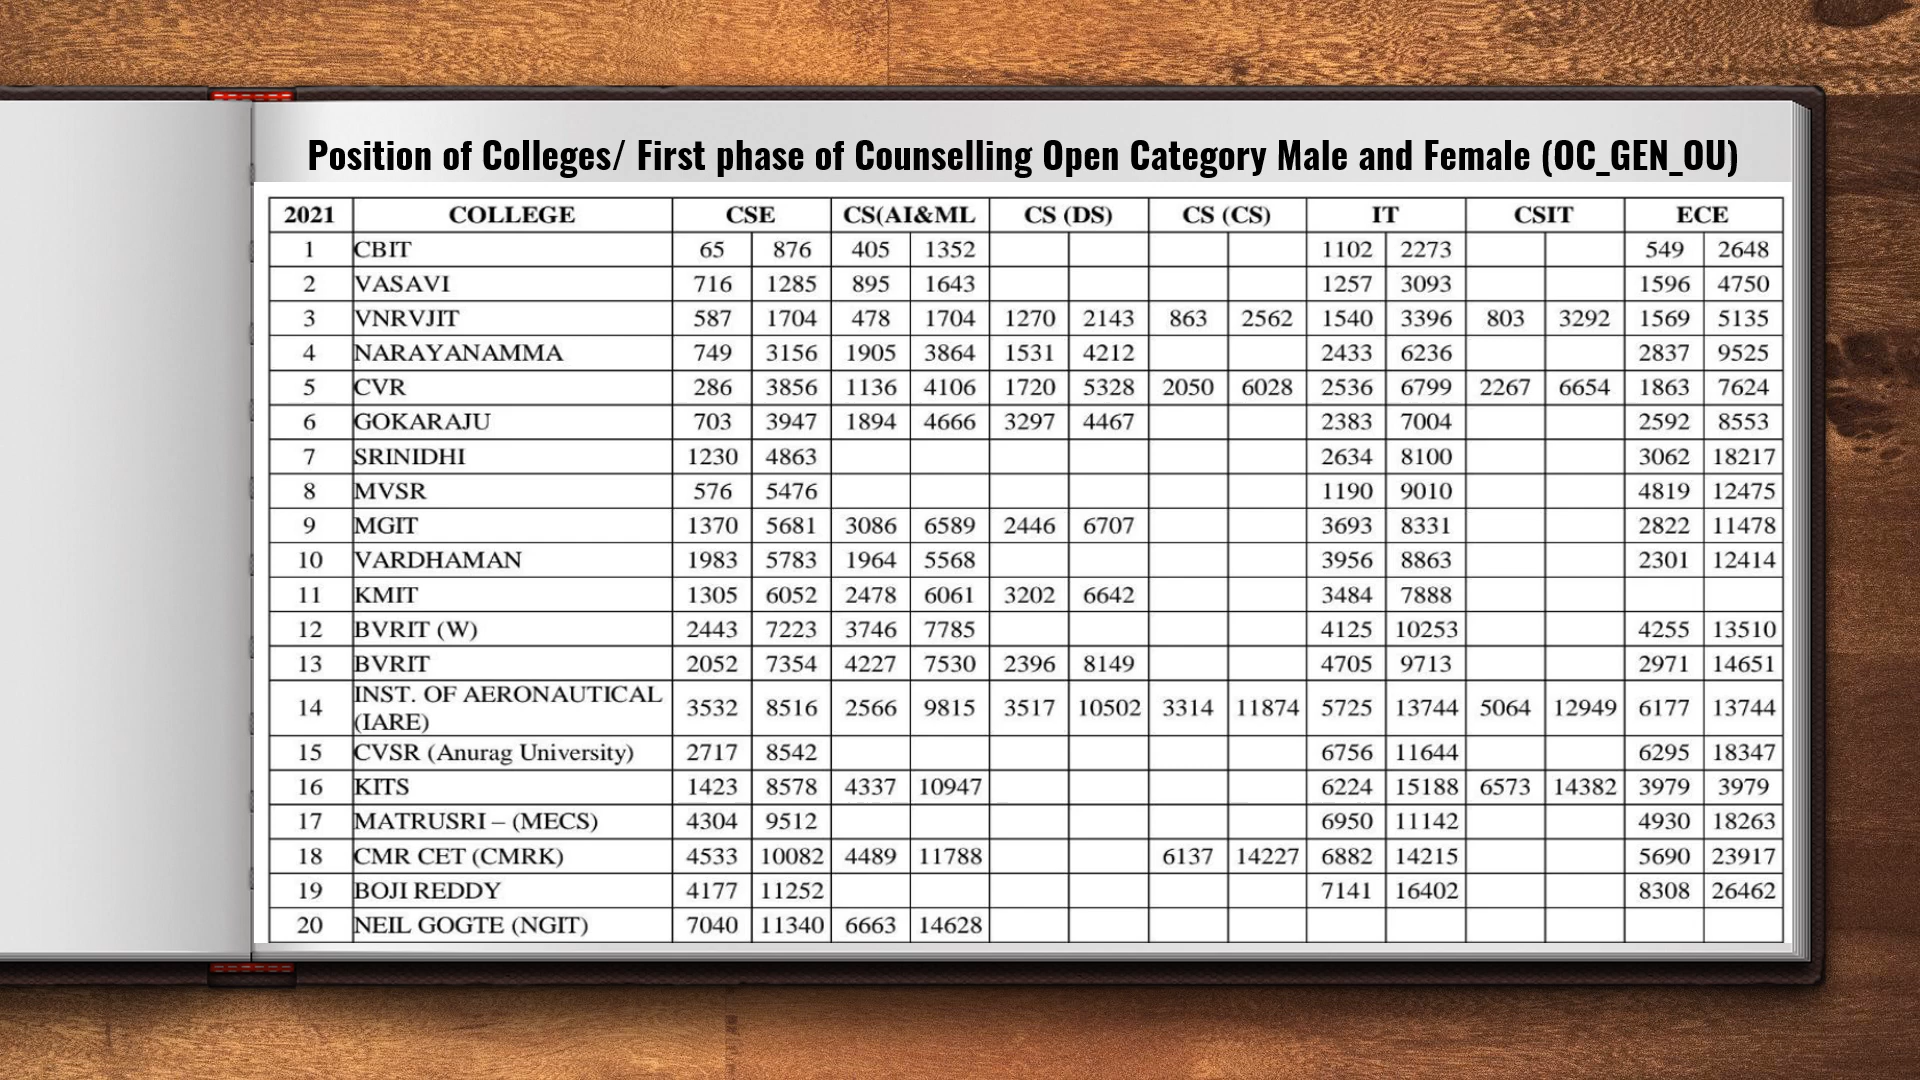 Position of Colleges/ First phase of Counselling Open Category Male and Female (OC_GEN_OU)
2021 COLLEGE CSE CS(AI&ML CS (DS) CS (CS) IT CSIT ECE
1 CBIT 65 876 405 1352 1102 2273 549 2648
2 VASAVI 716 1285 895 1643 1257 3093 1596 4750
3 VNRVJIT 587 1704 478 1704 1270 2143 863 2562 1540 3396 803 3292 1569 5135
4 NARAYANAMMA 749 3156 1905 3864 1531 4212 2433 6236 2837 9525
5 CVR 286 3856 1136 4106 1720 5328 2050 6028 2536 6799 2267 6654 1863 7624
6 GOKARAJU 703 3947 1894 4666 3297 4467 2383 7004 2592 8553
7 SRINIDHI 1230 4863 2634 8100 3062 18217
8 MVSR 576 5476 1190 9010 4819 12475
9 MGIT 1370 5681 3086 6589 2446 6707 3693 8331 2822 11478
10 VARDHAMAN 1983 5783 1964 5568 3956 8863 2301 12414
11 KMIT 1305 6052 2478 6061 3202 6642 3484 7888
12 BVRIT (W) 2443 7223 3746 7785 4125 10253 4255 13510
13 BVRIT 2052 7354 4227 7530 2396 8149 4705 9713 2971 14651
14 INST. OF AERONAUTICAL
(IARE) 3532 8516 2566 9815 3517 10502 3314 11874 5725 13744 5064 12949 6177 13744
15 CVSR (Anurag University) 2717 8542 6756 11644 6295 18347
16 KITS 1423 8578 4337 10947 6224 15188 6573 14382 3979 3979
17 MATRUSRI – (MECS) 4304 9512 6950 11142 4930 18263
18 CMR CET (CMRK) 4533 10082 4489 11788 6137 14227 6882 14215 5690 23917
19 BOJI REDDY 4177 11252 7141 16402 8308 26462
20 NEIL GOGTE (NGIT) 7040 11340 6663 14628